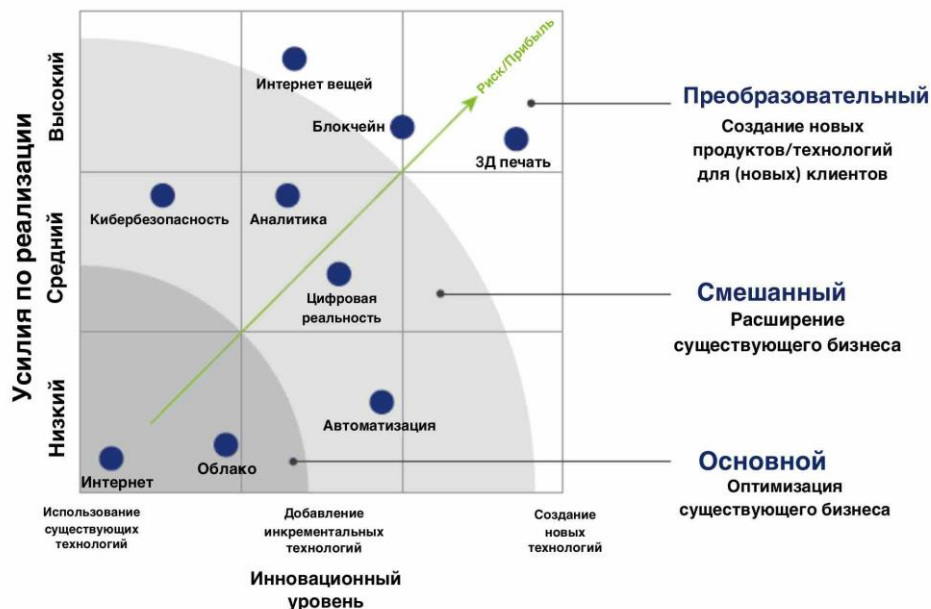 Усилия по реализации
Высокий
Средний
Низкий
Интернет вещей
Блокчейн
3Д печать
Риск/Прибыль
Кибербезопасность
Аналитика
Цифровая
реальность
Автоматизация
Интернет
Облако
Преобразовательный
Создание новых
продуктов/технологий
для (новых) клиентов
Смешанный
Расширение
существующего бизнеса
Основной
Оптимизация
существующего бизнеса
Использование
существующих
технологий
Добавление
инкрементальных
технологий
Создание
новых
технологий
Инновационный
уровень